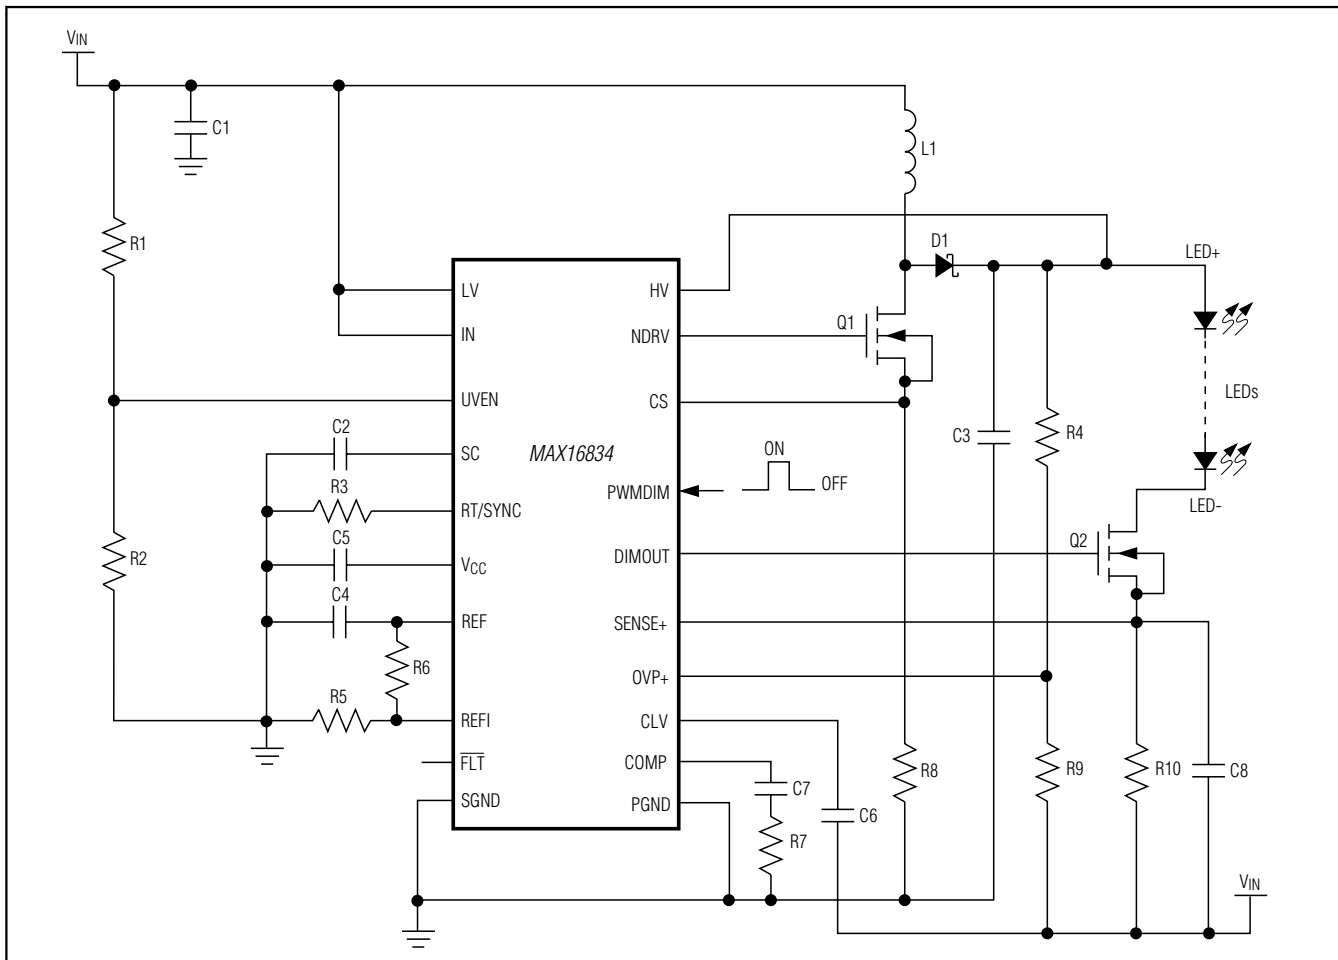 VIN
C1
L1
R1
D1
LED+
LV
HV
Q1
IN
NDRV
LEDs
UVEN
CS
C2
C3
R4
SC
MAX16834
ON
R3
PWMDIM
OFF
RT/SYNC
LED-
C5
Q2
R2
VCC
DIMOUT
C4
REF
SENSE+
R6
OVP+
R5
REFI
CLV
FLT
COMP
R8
R9
R10
C8
C7
SGND
PGND
C6
R7
VIN